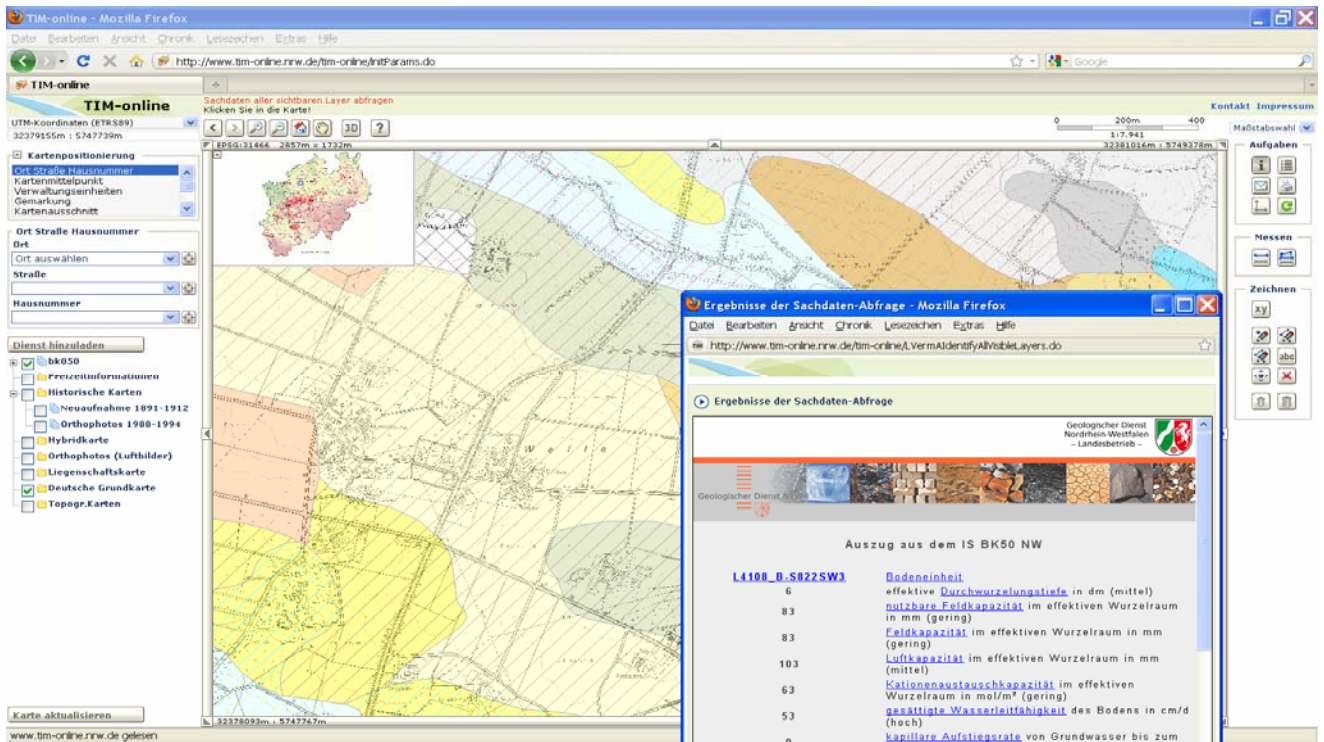 TIM-online - Mozilla Firefox
Datei Bearbeiten Ansicht Chronik Lesezeichen Extras Hilfe
http://www.tim-online.nrw.de/tim-online/initParams.do
Google
TIM-online
TIM-online
Sachdaten aller sichtbaren Layer abfragen
Klicken Sie in die Karte!
Kontakt Impressum
UTM-Koordinaten (ETRS89)
32379155m : 5747739m
3D ?
0 200m 400
1:7.941
Maßstabswahl
EPSG:31466 2857m x 1732m
32381016m : 5749378m
Kartenpositionierung
Ort Straße Hausnummer
Kartenmittelpunkt
Verwaltungseinheiten
Gemarkung
Kartenausschnitt
Ort Straße Hausnummer
Ort
Ort auswählen
Straße
Hausnummer
Dienst hinzuladen
bk050
Freizeitinformationen
Historische Karten
Neuaufnahme 1891-1912
Orthophotos 1980-1994
Hybridkarte
Orthophotos (Luftbilder)
Liegenschaftskarte
Deutsche Grundkarte
Topogr.Karten
Karte aktualisieren
32378093m : 5747767m
www.tim-online.nrw.de gelesen
Aufgaben
Messen
Zeichnen
xy
abc
Ergebnisse der Sachdaten-Abfrage - Mozilla Firefox
Datei Bearbeiten Ansicht Chronik Lesezeichen Extras Hilfe
http://www.tim-online.nrw.de/tim-online/LVermAIdentifyAllVisibleLayers.do
Ergebnisse der Sachdaten-Abfrage
Geologischer Dienst
Nordrhein-Westfalen
– Landesbetrieb –
Geologischer Dienst NRW
Auszug aus dem IS BK50 NW
L4108_B-S822SW3 Bodeneinheit
6 effektive Durchwurzelungstiefe in dm (mittel)
83 nutzbare Feldkapazität im effektiven Wurzelraum
in mm (gering)
83 Feldkapazität im effektiven Wurzelraum in mm
(gering)
103 Luftkapazität im effektiven Wurzelraum in mm
(mittel)
63 Kationenaustauschkapazität im effektiven
Wurzelraum in mol/m² (gering)
53 gesättigte Wasserleitfähigkeit des Bodens in cm/d
(hoch)
0 kapillare Aufstiegsrate von Grundwasser bis zum